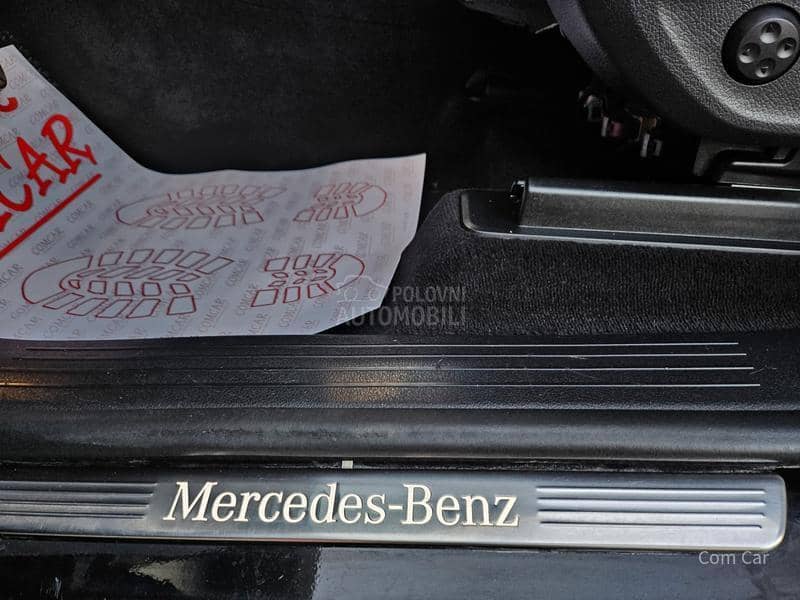 COMCAR
CAR
POLOVNI
AUTOMOBILI
Mercedes-Benz
Com Car